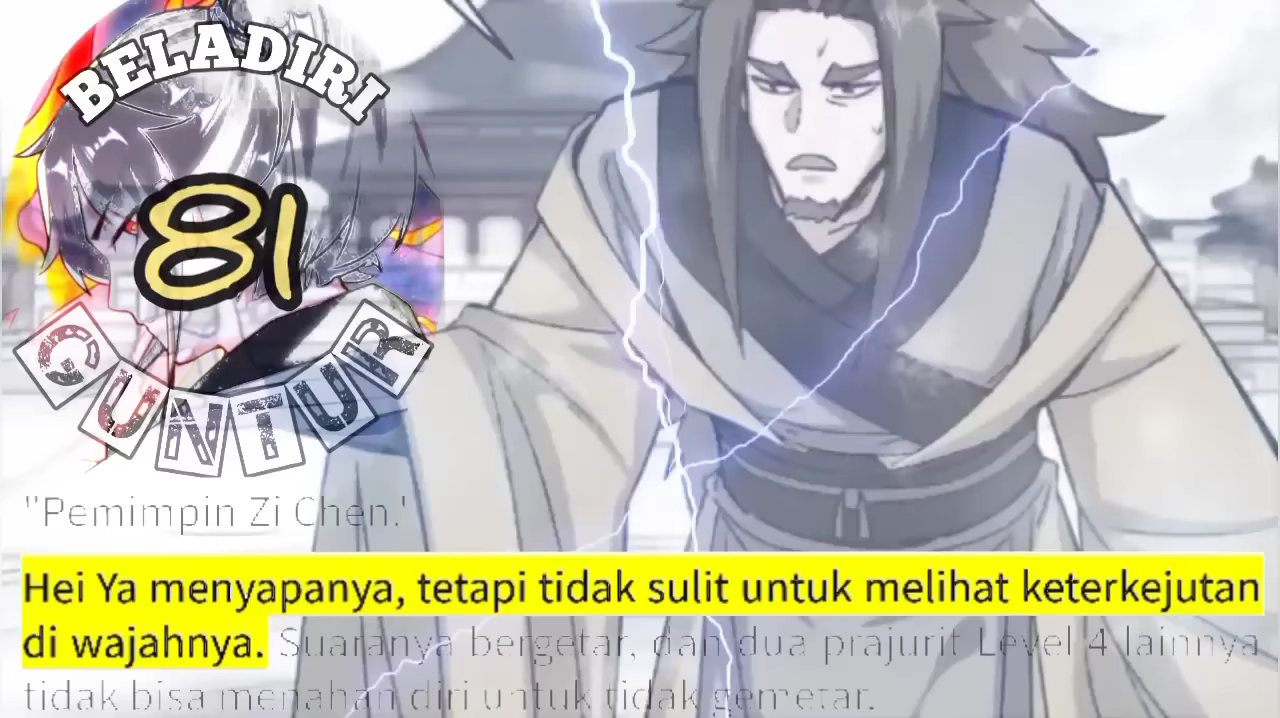 BELADIRI
81
GUNTUR
"Pemimpin Zi Chen.'
Hei Ya menyapanya, tetapi tidak sulit untuk melihat keterkejutan
di wajahnya. Suaranya bergetar, dan dua prajurit Level 4 lainnya
tidak bisa menahan diri untuk tidak gemetar.